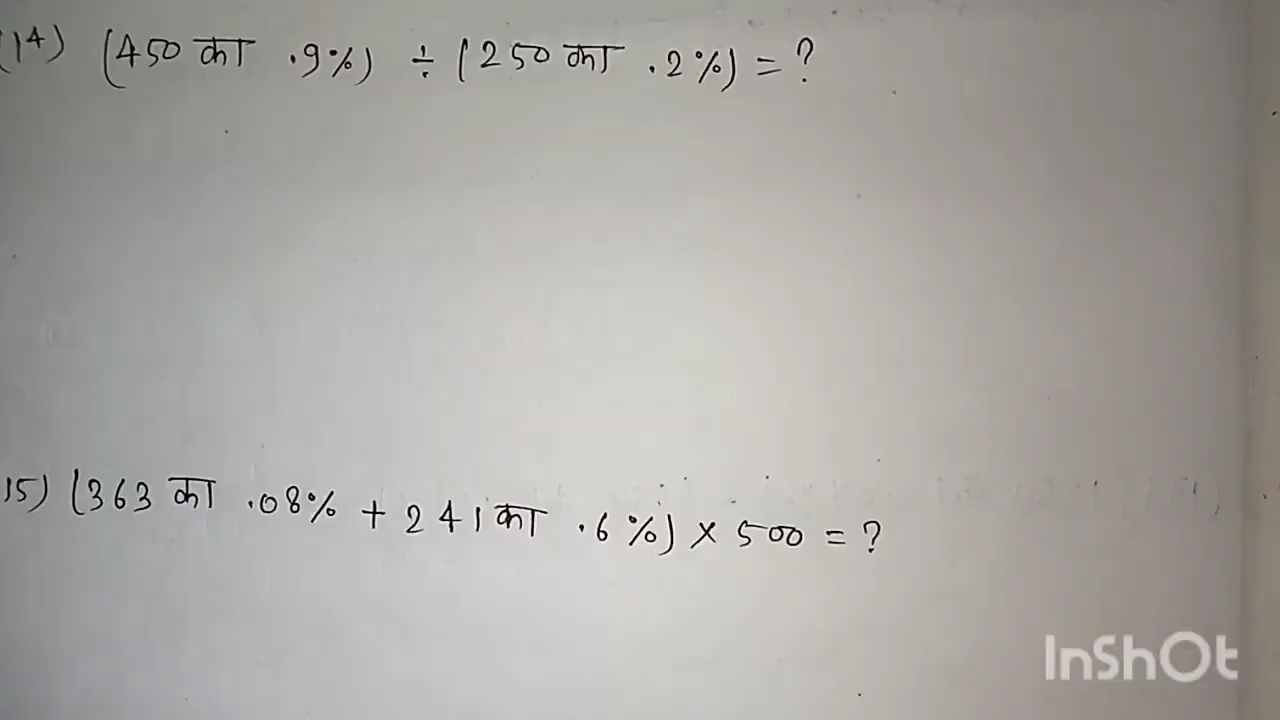 (14) (450 का .9%) ÷ (250 का .2%) = ?
15) (363 का .08% + 241 का .6%) × 500 = ?
InShOt